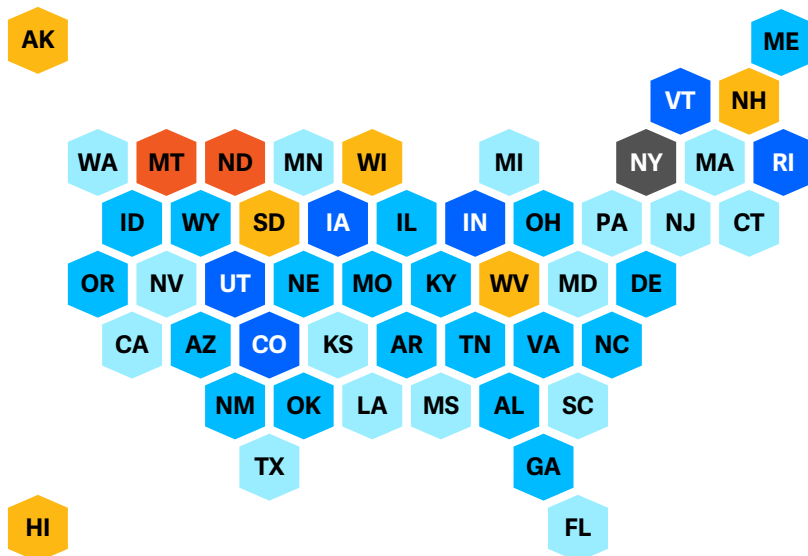 AK
ME
VT NH
WA MT ND MN WI MI NY MA RI
ID WY SD IA IL IN OH PA NJ CT
OR NV UT NE MO KY WV MD DE
CA AZ CO KS AR TN VA NC
NM OK LA MS AL SC
TX GA
HI FL